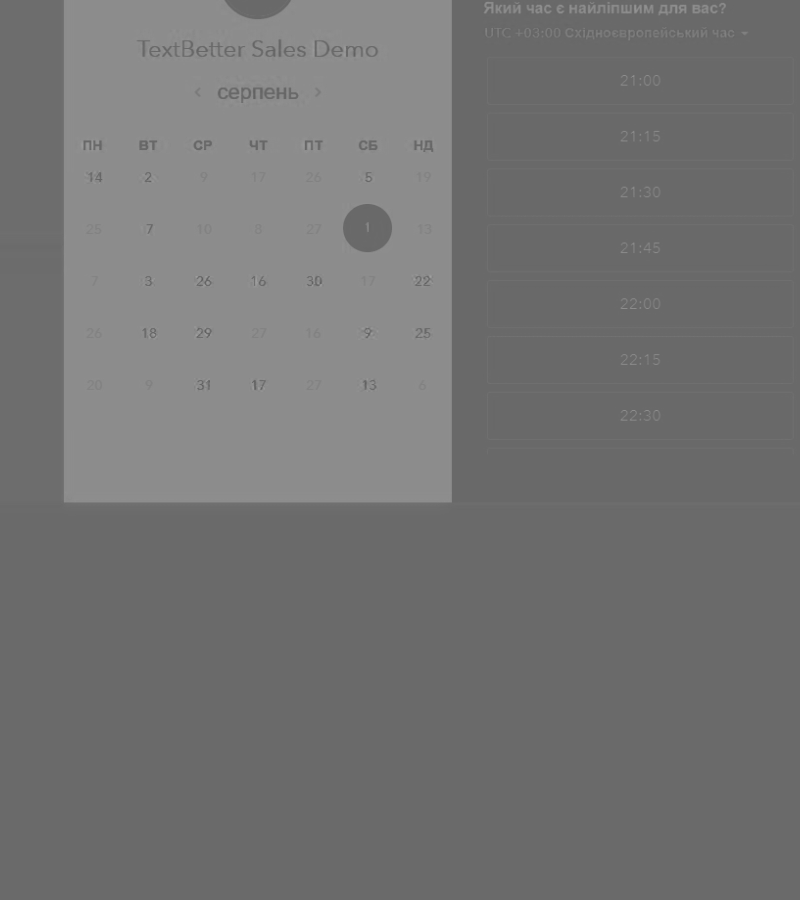 TextBetter Sales Demo
‹ серпень ›
ПН ВТ СР ЧТ ПТ СБ НД
14 2 9 17 26 5 19
25 7 10 8 27 1 13
7 3 26 16 30 17 22
26 18 29 27 16 9 25
20 9 31 17 27 13 6
Який час є найліпшим для вас?
UTC +03:00 Східноєвропейський час
21:00
21:15
21:30
21:45
22:00
22:15
22:30